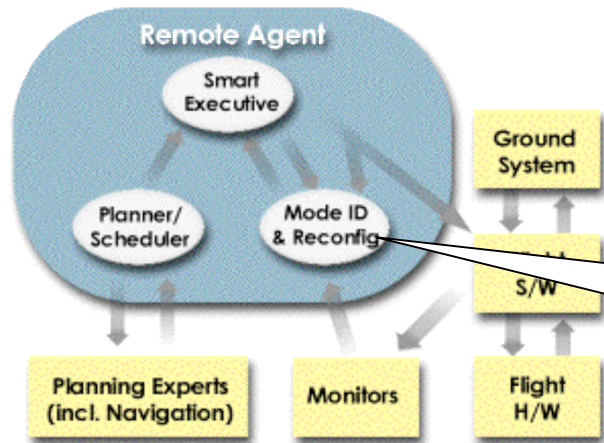 Remote Agent
Smart
Executive
Ground
System
Planner/
Scheduler
Mode ID
& Reconfig
S/W
Planning Experts
(incl. Navigation)
Monitors
Flight
H/W